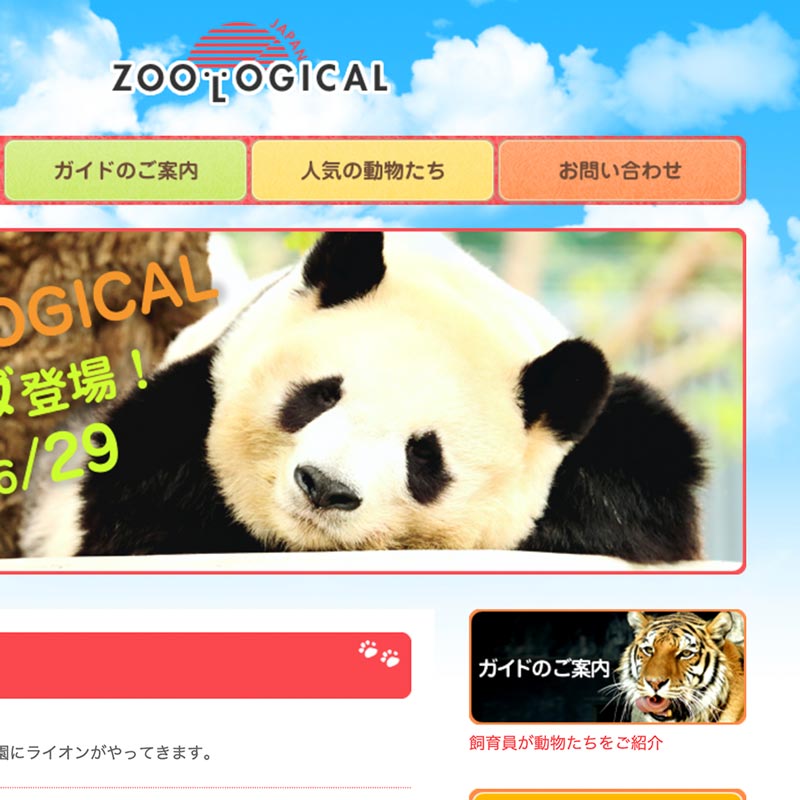 JAPAN
ZOOLOGICAL
ガイドのご案内
人気の動物たち
お問い合わせ
OGICAL
登場！
6/29
ガイドのご案内
飼育員が動物たちをご紹介
園にライオンがやってきます。